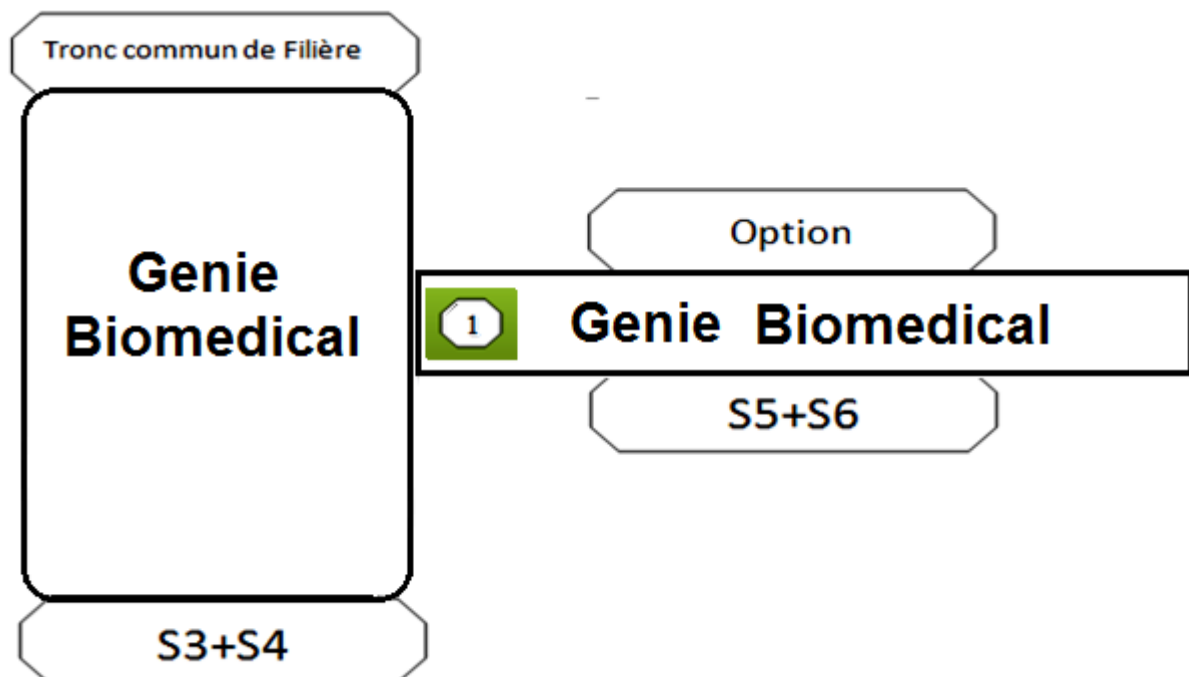 Tronc commun de Filière
Genie
Biomedical
S3+S4
Option
1 Genie Biomedical
S5+S6